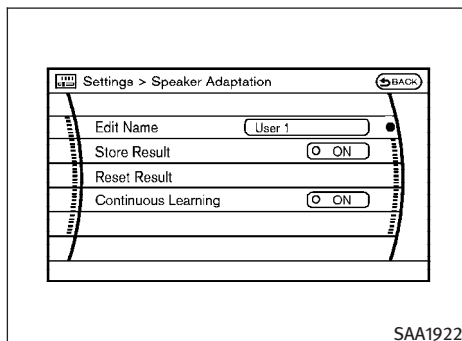 Settings > Speaker Adaptation BACK
Edit Name User 1
Store Result ON
Reset Result
Continuous Learning ON
SAA1922